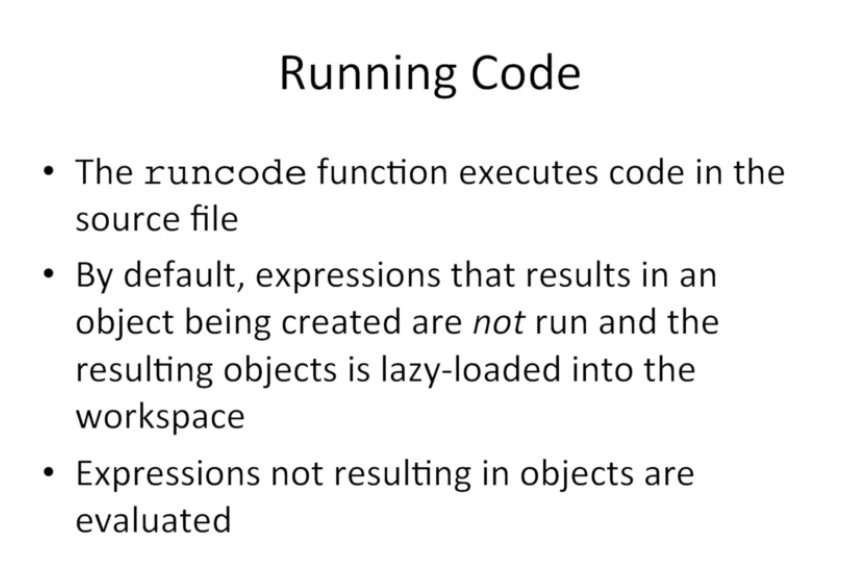 Running Code
• The runcode function executes code in the
source file
• By default, expressions that results in an
object being created are not run and the
resulting objects is lazy-loaded into the
workspace
• Expressions not resulting in objects are
evaluated